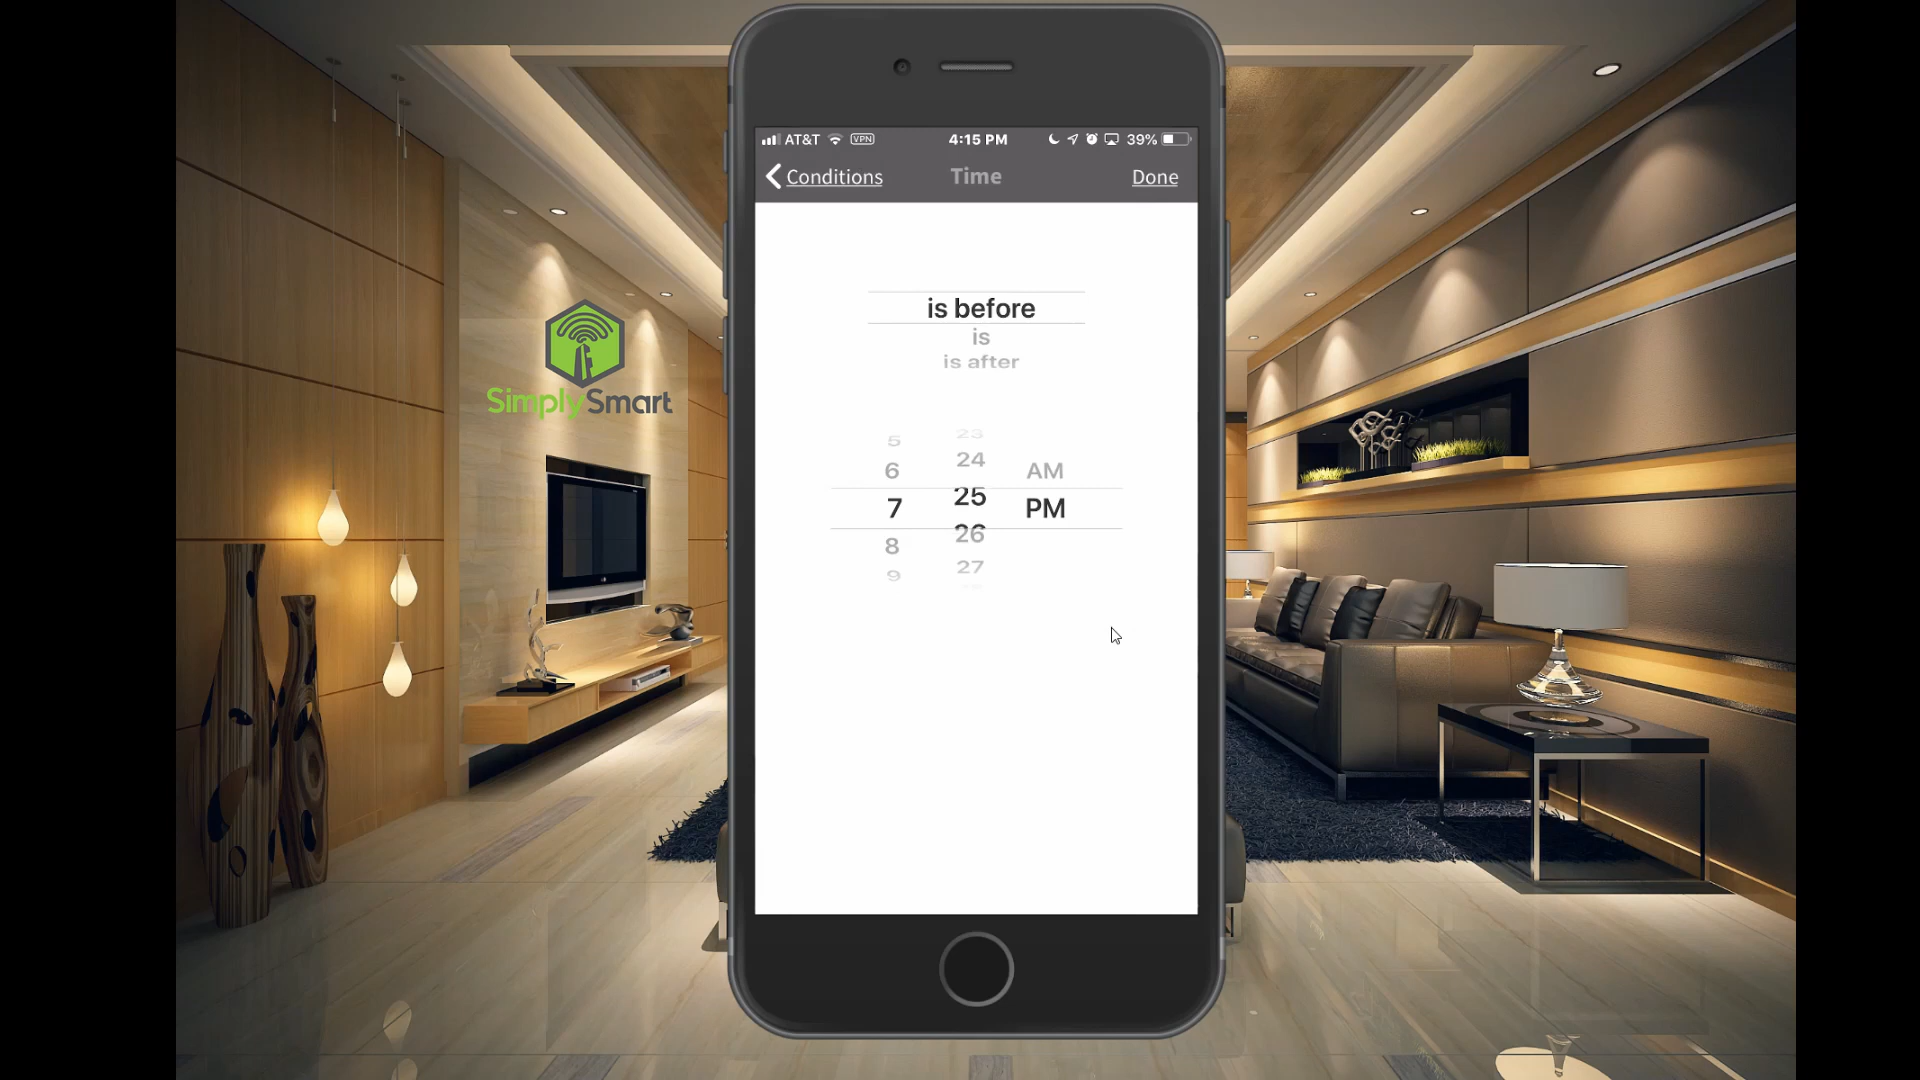 AT&T VPN 4:15 PM 39%
Conditions Time Done
is before
is
is after
5 23
6 24 AM
7 25 PM
8 26
9 27
SimplySmart